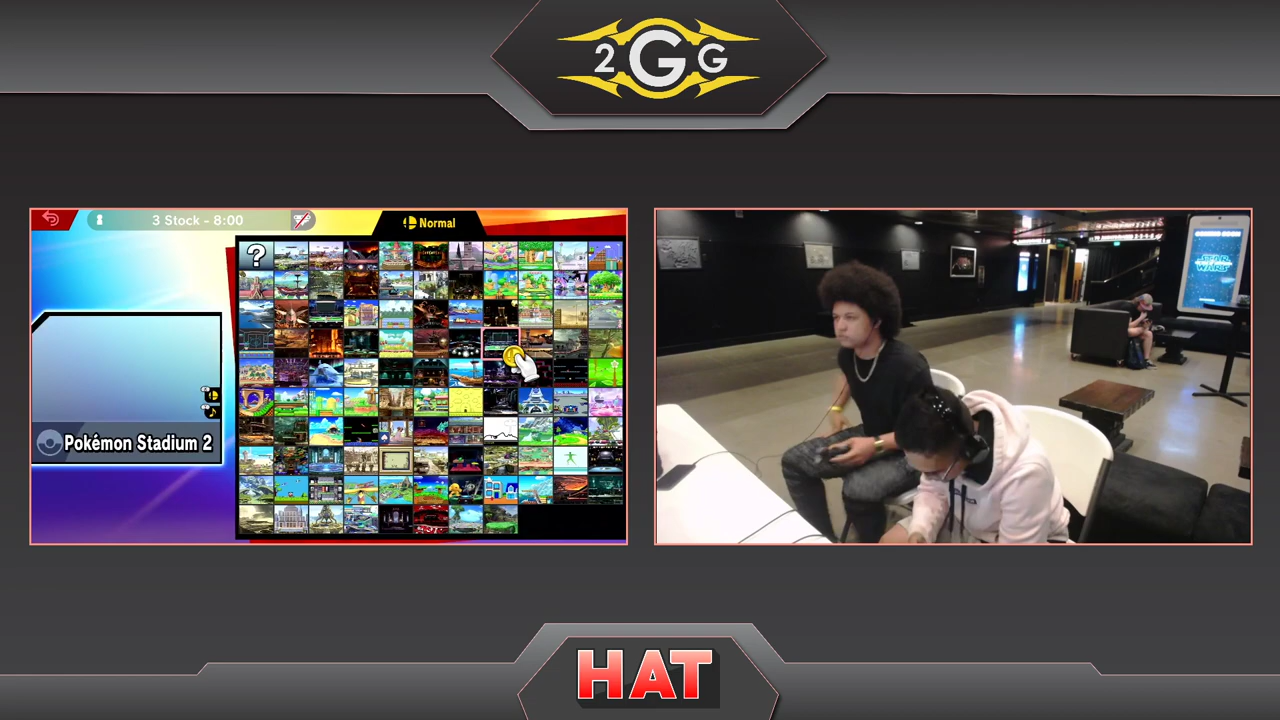 2GG
3 Stock - 8:00
Normal
?
Pokémon Stadium 2
STAR
WARS
HAT